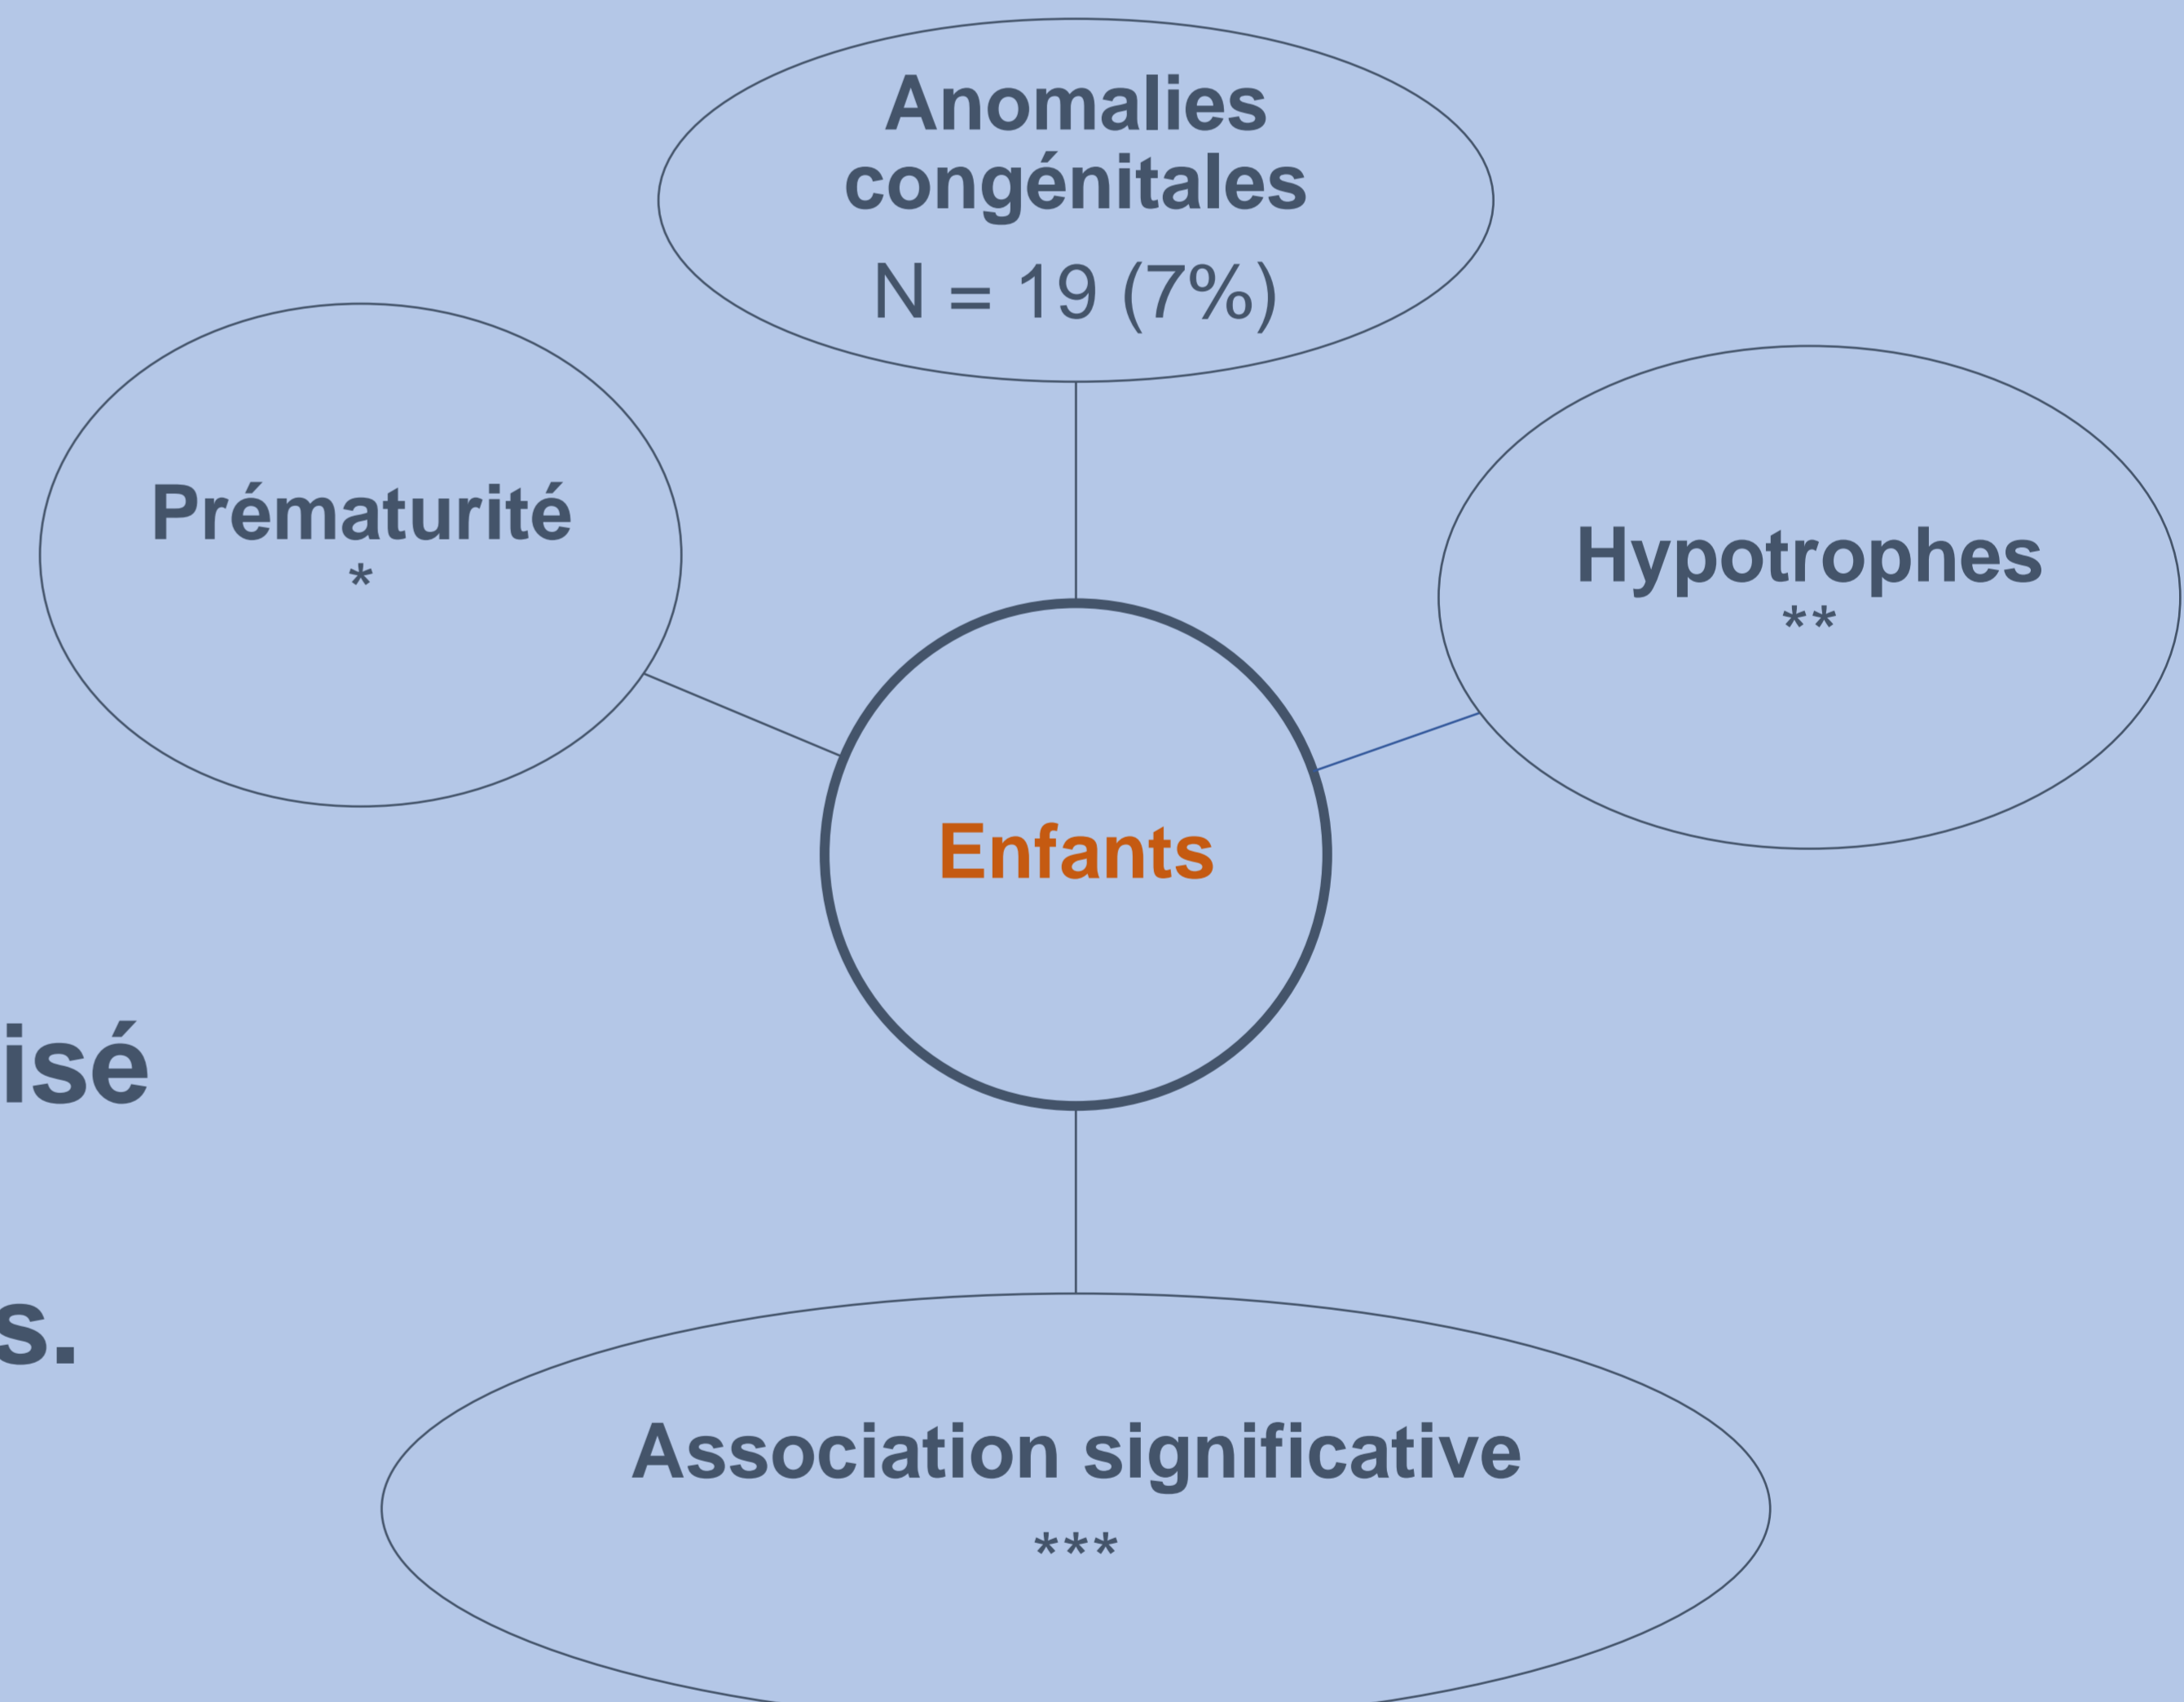 Anomalies
congénitales
N = 19 (7%)
Prématurité
*
Hypotrophes
**
Enfants
isé
s.
Association significative
***